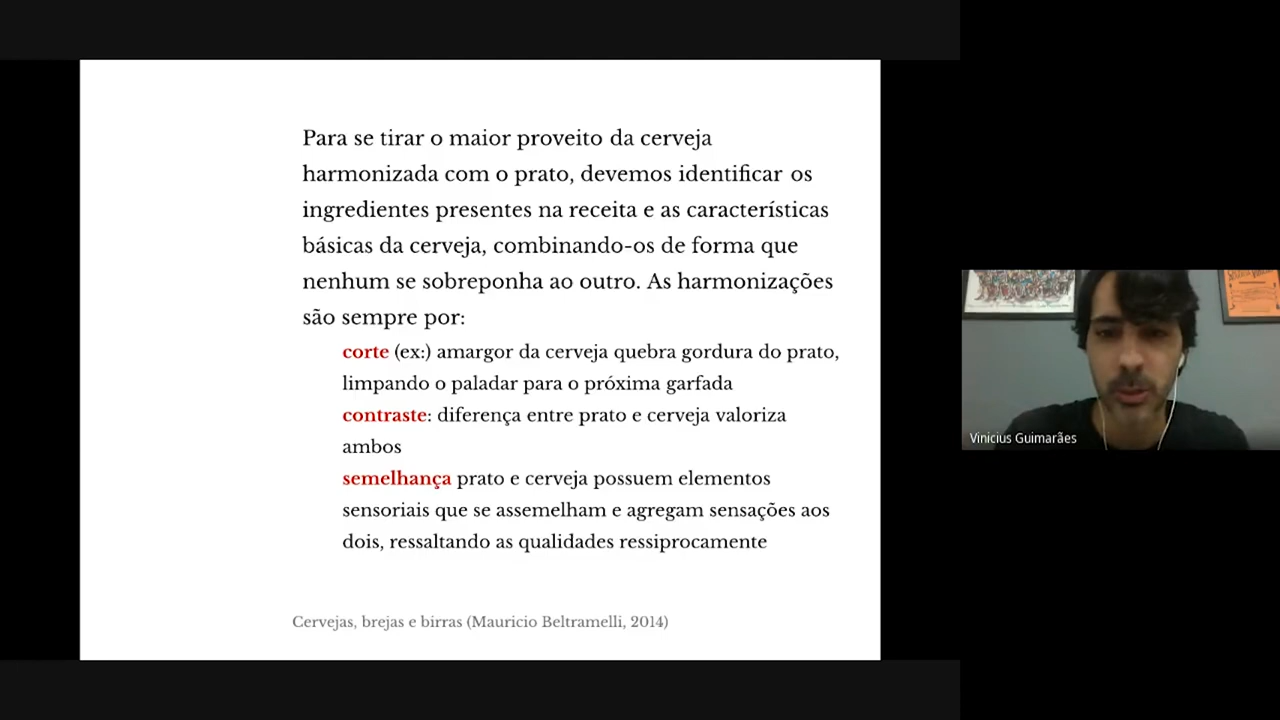 Para se tirar o maior proveito da cerveja
harmonizada com o prato, devemos identificar os
ingredientes presentes na receita e as características
básicas da cerveja, combinando-os de forma que
nenhum se sobreponha ao outro. As harmonizações
são sempre por:
corte (ex:) amargor da cerveja quebra gordura do prato,
limpando o paladar para o próxima garfada
contraste: diferença entre prato e cerveja valoriza
ambos
semelhança prato e cerveja possuem elementos
sensoriais que se assemelham e agregam sensações aos
dois, ressaltando as qualidades ressiprocamente
Cervejas, brejas e birras (Mauricio Beltramelli, 2014)
Vinicius Guimarães